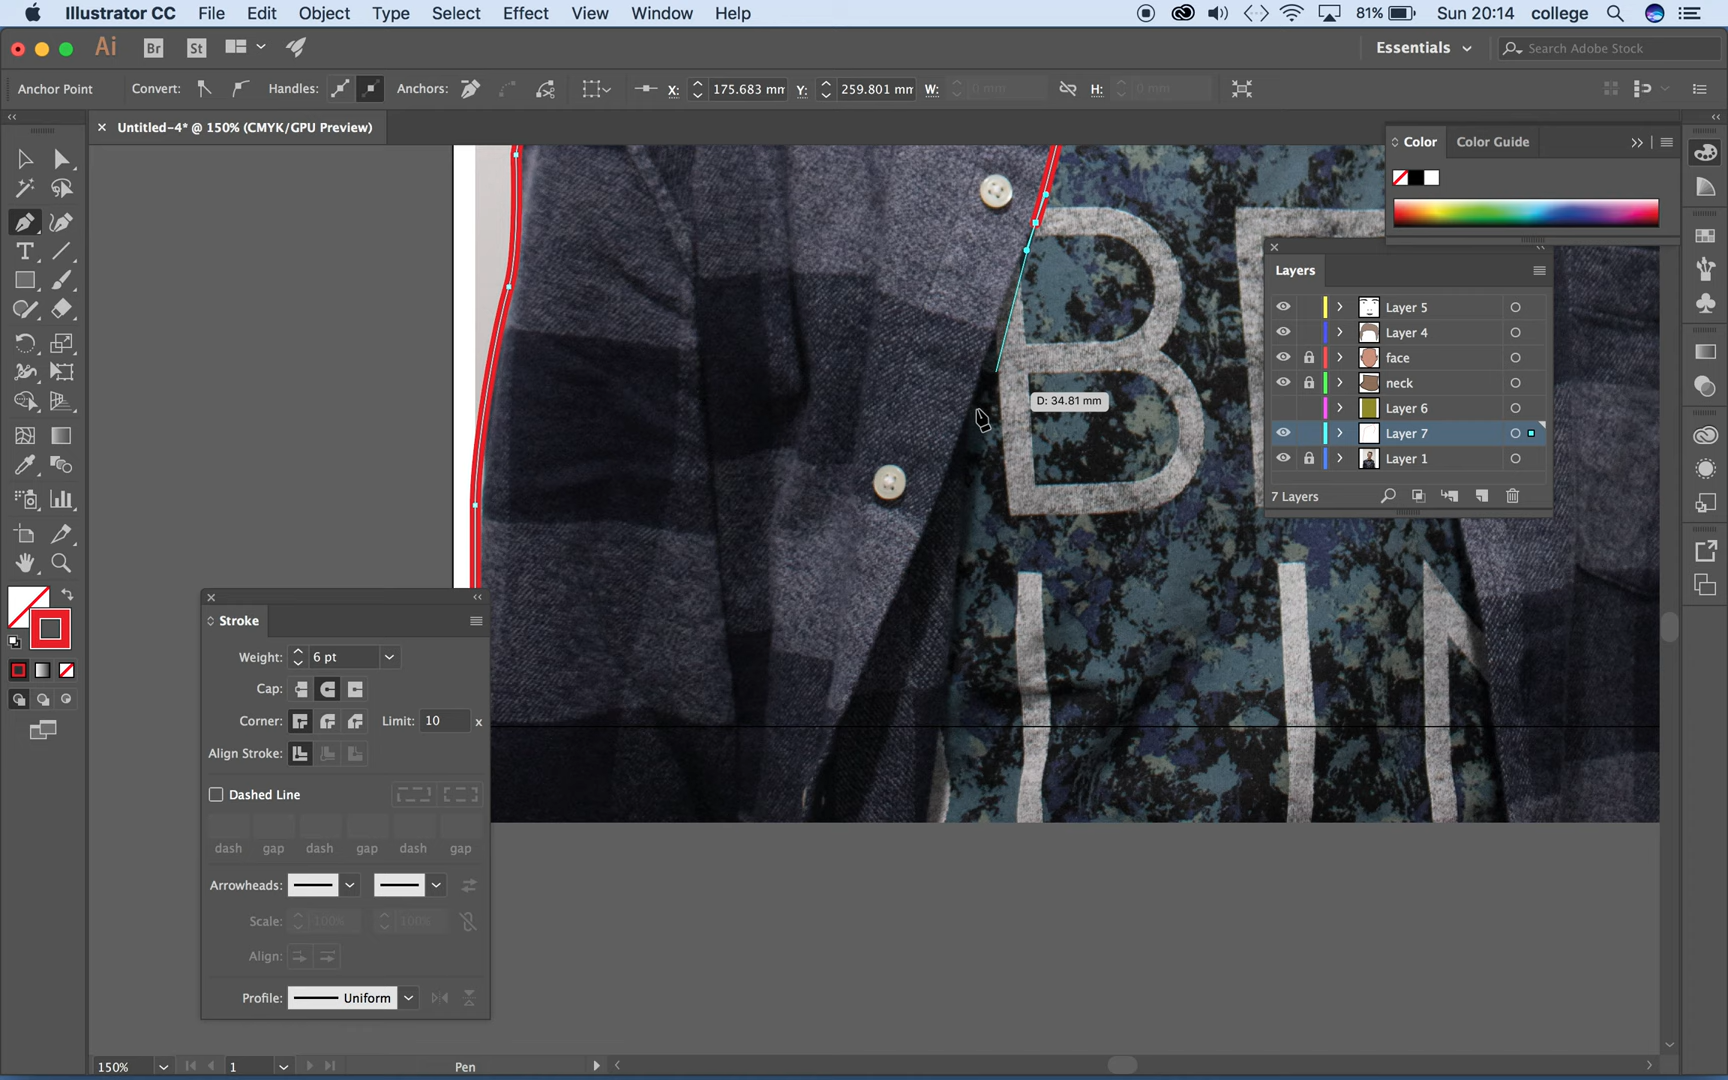 Illustrator CC File Edit Object Type Select Effect View Window Help 81% Sun 20:14 college
Ai Br St Essentials Search Adobe Stock
Anchor Point Convert: Handles: Anchors: X: 175.683 mm Y: 259.801 mm W: 0 mm H: 0 mm
Untitled-4* @ 150% (CMYK/GPU Preview)
Color Color Guide
Layers
Layer 5
Layer 4
face
neck
Layer 6
Layer 7
Layer 1
7 Layers
D: 34.81 mm
Stroke
Weight: 6 pt
Cap:
Corner: Limit: 10 x
Align Stroke:
Dashed Line
dash gap dash gap dash gap
Arrowheads:
Scale: 100% 100%
Align:
Profile: Uniform
150% 1 Pen